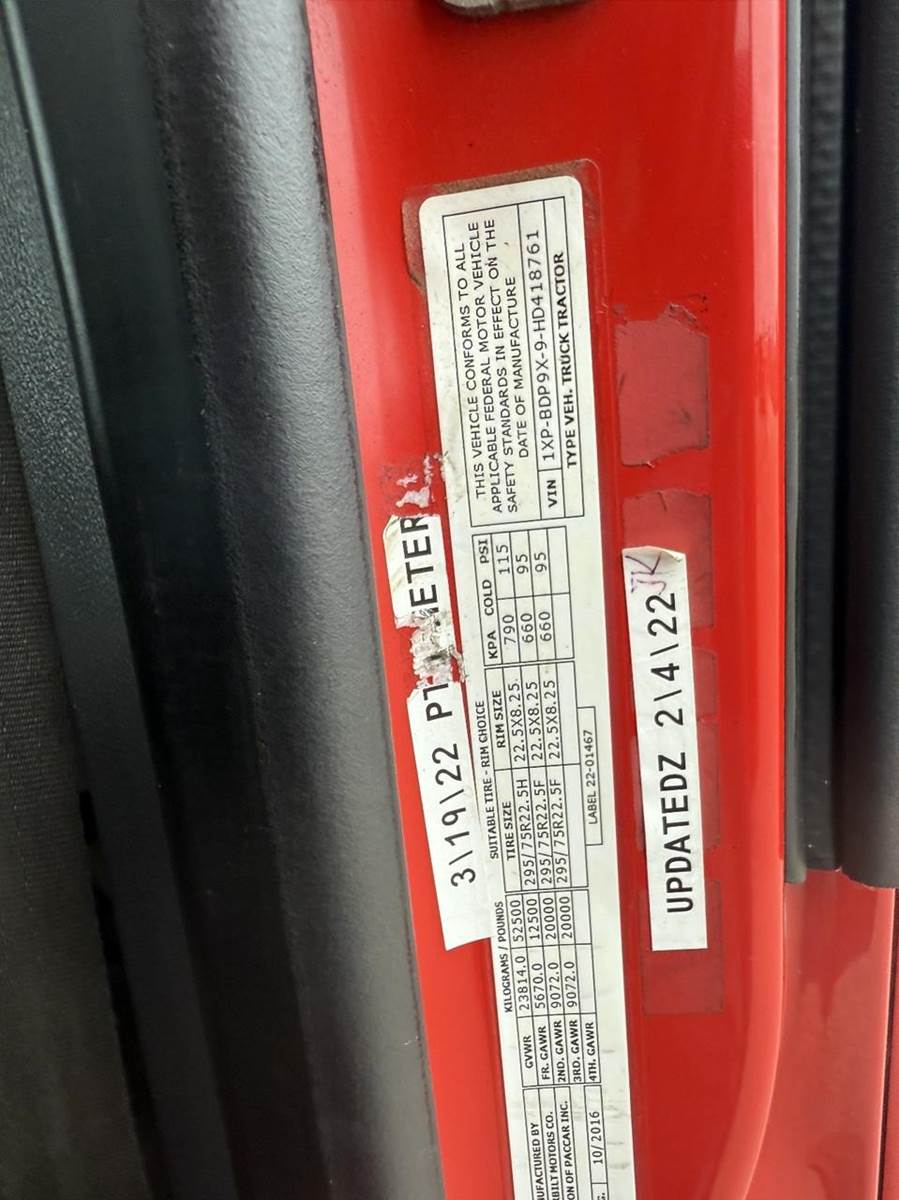 3\19\22 PT
ETER
UFACTURED BY
RBILT MOTORS CO.
ON OF PACCAR INC.
10/2016
KILOGRAMS / POUNDS
GVWR 23814.0 52500
FR. GAWR 5670.0 12500
2ND. GAWR 9072.0 20000
3RD. GAWR 9072.0 20000
4TH. GAWR
SUITABLE TIRE - RIM CHOICE
TIRE SIZE RIM SIZE KPA COLD PSI
295/75R22.5H 22.5X8.25. 790 115
295/75R22.5F 22.5X8.25 660 95
295/75R22.5F 22.5X8.25 660 95
LABEL 22-01467
THIS VEHICLE CONFORMS TO ALL
APPLICABLE FEDERAL MOTOR VEHICLE
SAFETY STANDARDS IN EFFECT ON THE
DATE OF MANUFACTURE
VIN 1XP-BDP9X-9-HD418761
TYPE VEH. TRUCK TRACTOR
UPDATEDZ 2\4\22 JK